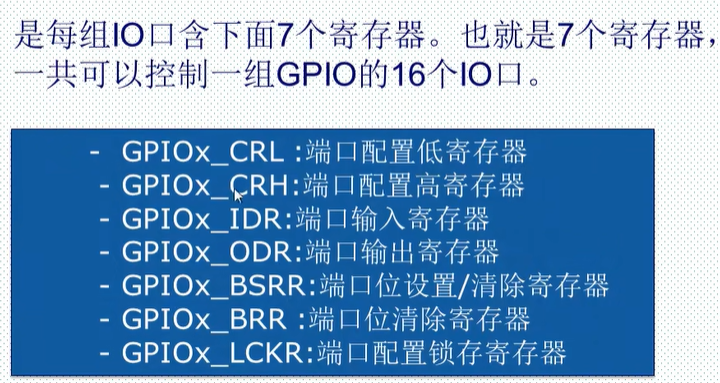 是每组IO口含下面7个寄存器。也就是7个寄存器，
一共可以控制一组GPIO的16个IO口。
- GPIOx_CRL :端口配置低寄存器
- GPIOx_CRH:端口配置高寄存器
- GPIOx_IDR:端口输入寄存器
- GPIOx_ODR:端口输出寄存器
- GPIOx_BSRR:端口位设置/清除寄存器
- GPIOx_BRR :端口位清除寄存器
- GPIOx_LCKR:端口配置锁存寄存器